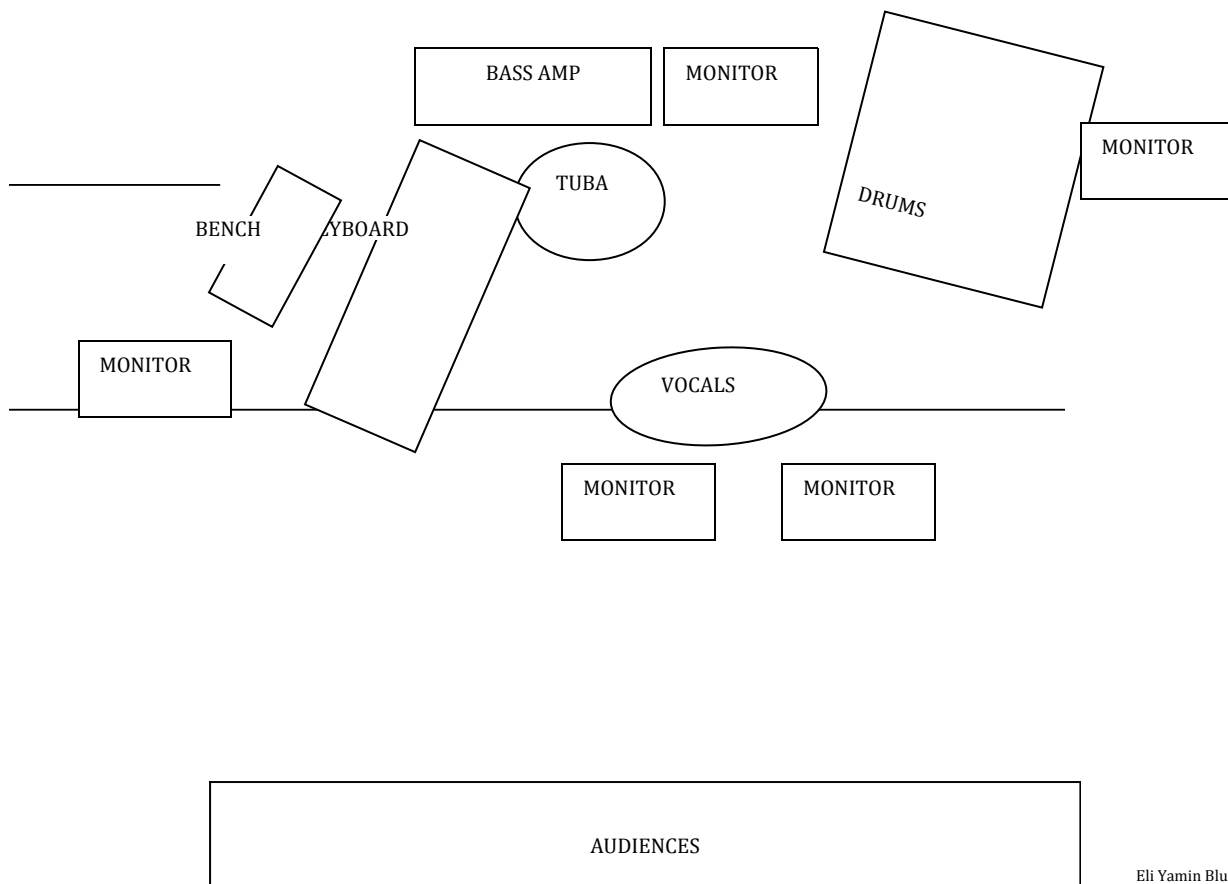 BASS AMP
MONITOR
MONITOR
TUBA
DRUMS
BENCH
YBOARD
MONITOR
VOCALS
MONITOR
MONITOR
AUDIENCES
Eli Yamin Blu